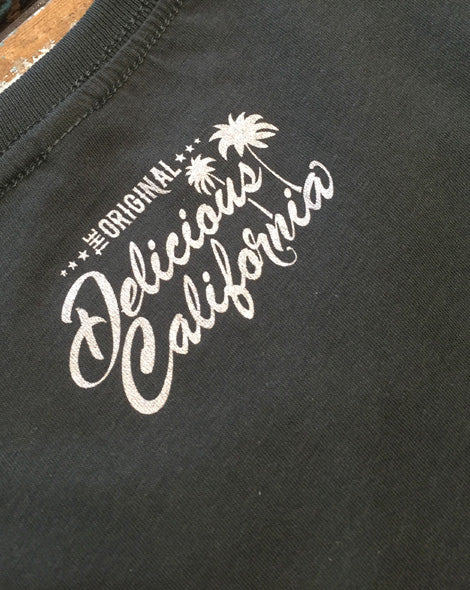 THE ORIGINAL
Delicious
California